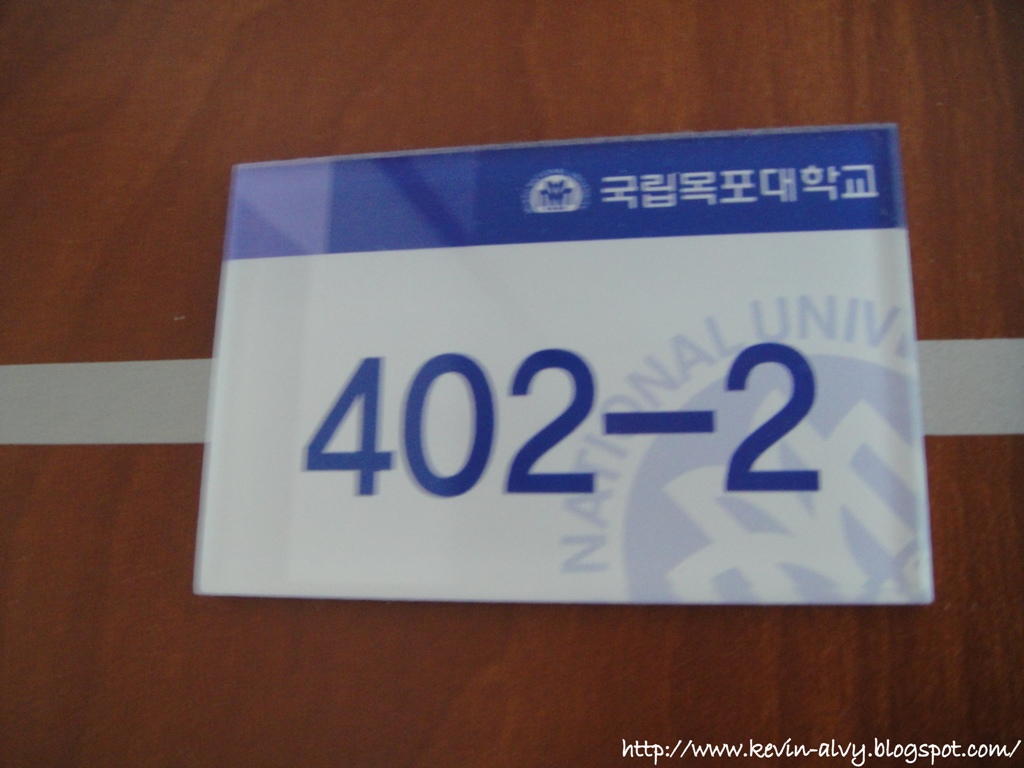 국립목포대학교
NATIONAL UNIV
402-2
http://www.kevin-alvy.blogspot.com/